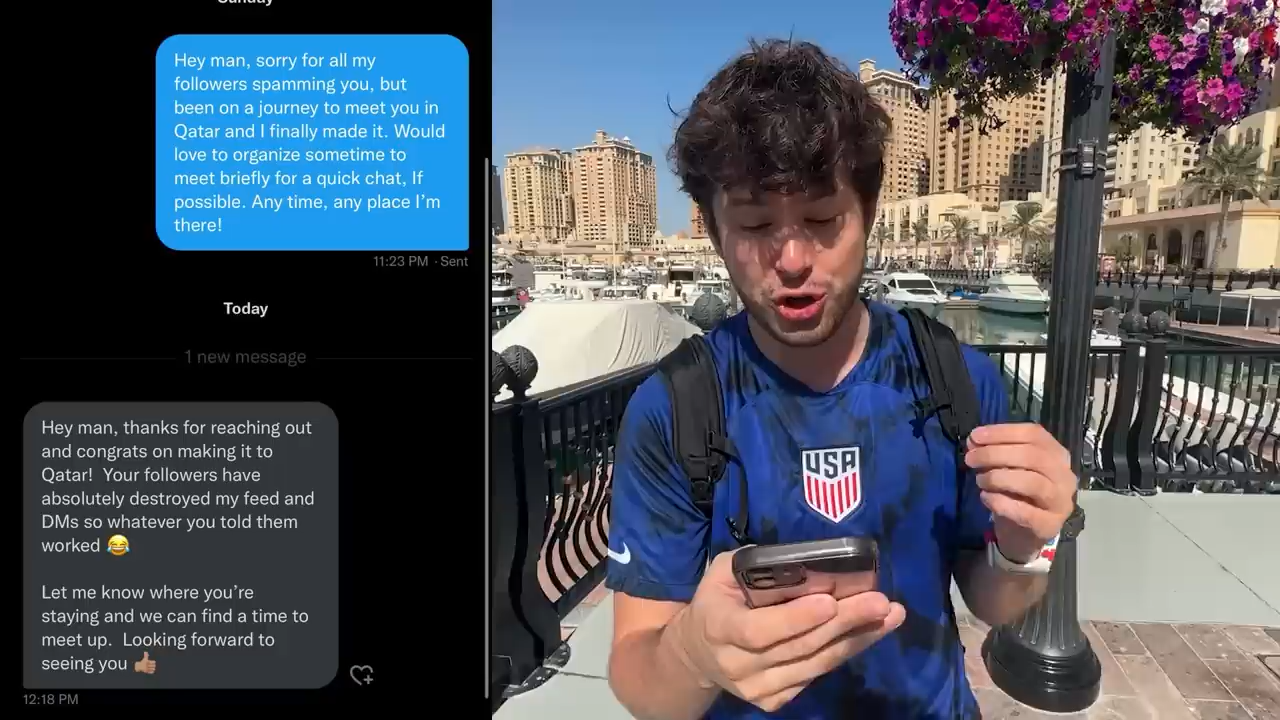 Sunday
Hey man, sorry for all my
followers spamming you, but
been on a journey to meet you in
Qatar and I finally made it. Would
love to organize sometime to
meet briefly for a quick chat, If
possible. Any time, any place I’m
there!
11:23 PM · Sent
Today
1 new message
Hey man, thanks for reaching out
and congrats on making it to
Qatar! Your followers have
absolutely destroyed my feed and
DMs so whatever you told them
worked 😂
Let me know where you’re
staying and we can find a time to
meet up. Looking forward to
seeing you 👍🏽
12:18 PM
USA